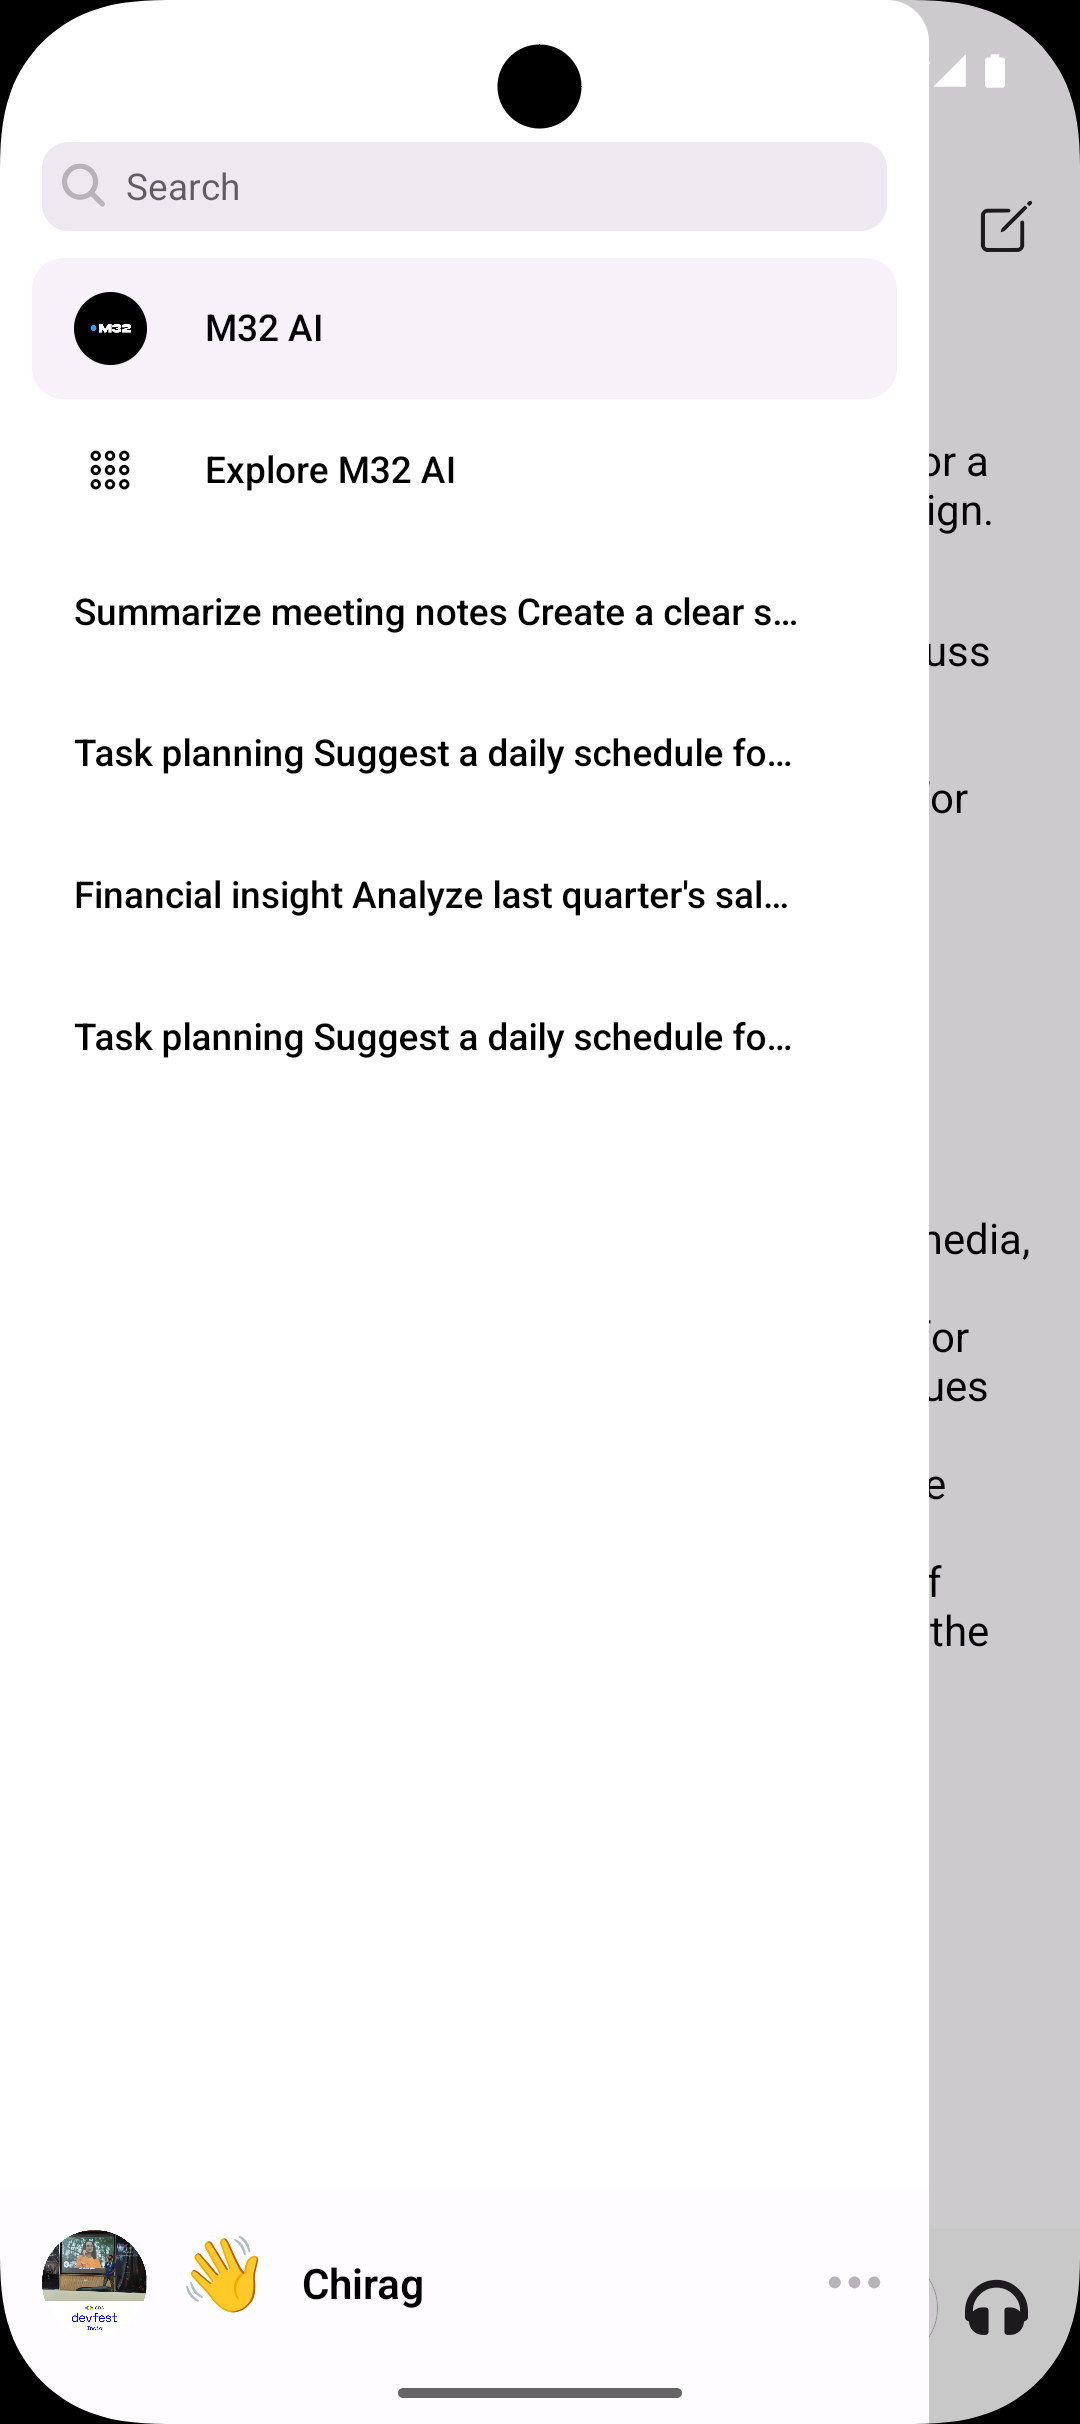 Search
M32
M32 AI
Explore M32 AI
Summarize meeting notes Create a clear s...
Task planning Suggest a daily schedule fo...
Financial insight Analyze last quarter's sal...
Task planning Suggest a daily schedule fo...
or a
ign.
uss
or
nedia,
for
ues
e
f
the
devfest
India
Chirag